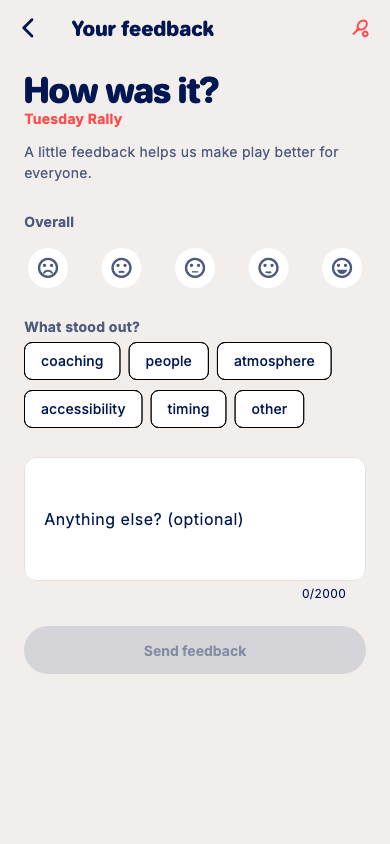 Your feedback
How was it?
Tuesday Rally
A little feedback helps us make play better for
everyone.
Overall
What stood out?
coaching people atmosphere
accessibility timing other
Anything else? (optional)
0/2000
Send feedback